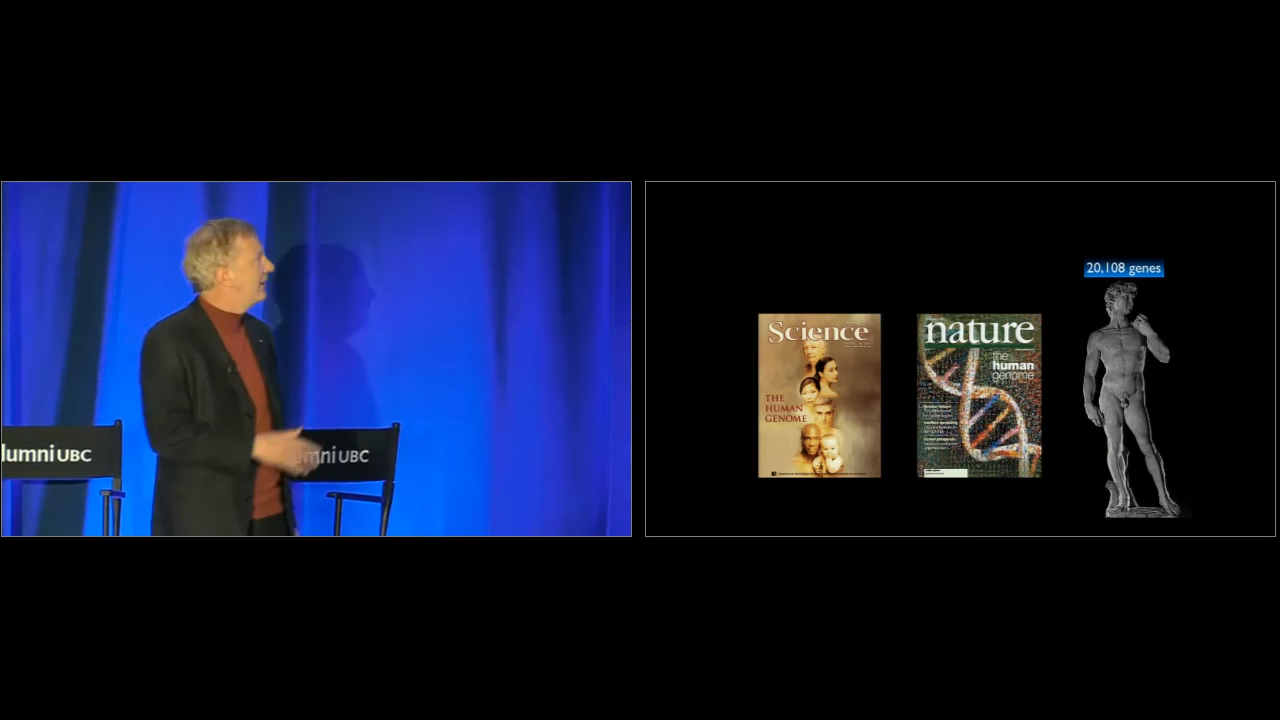 lumni UBC
umni UBC
20,108 genes
Science
THE
HUMAN
GENOME
nature
the
human
genome